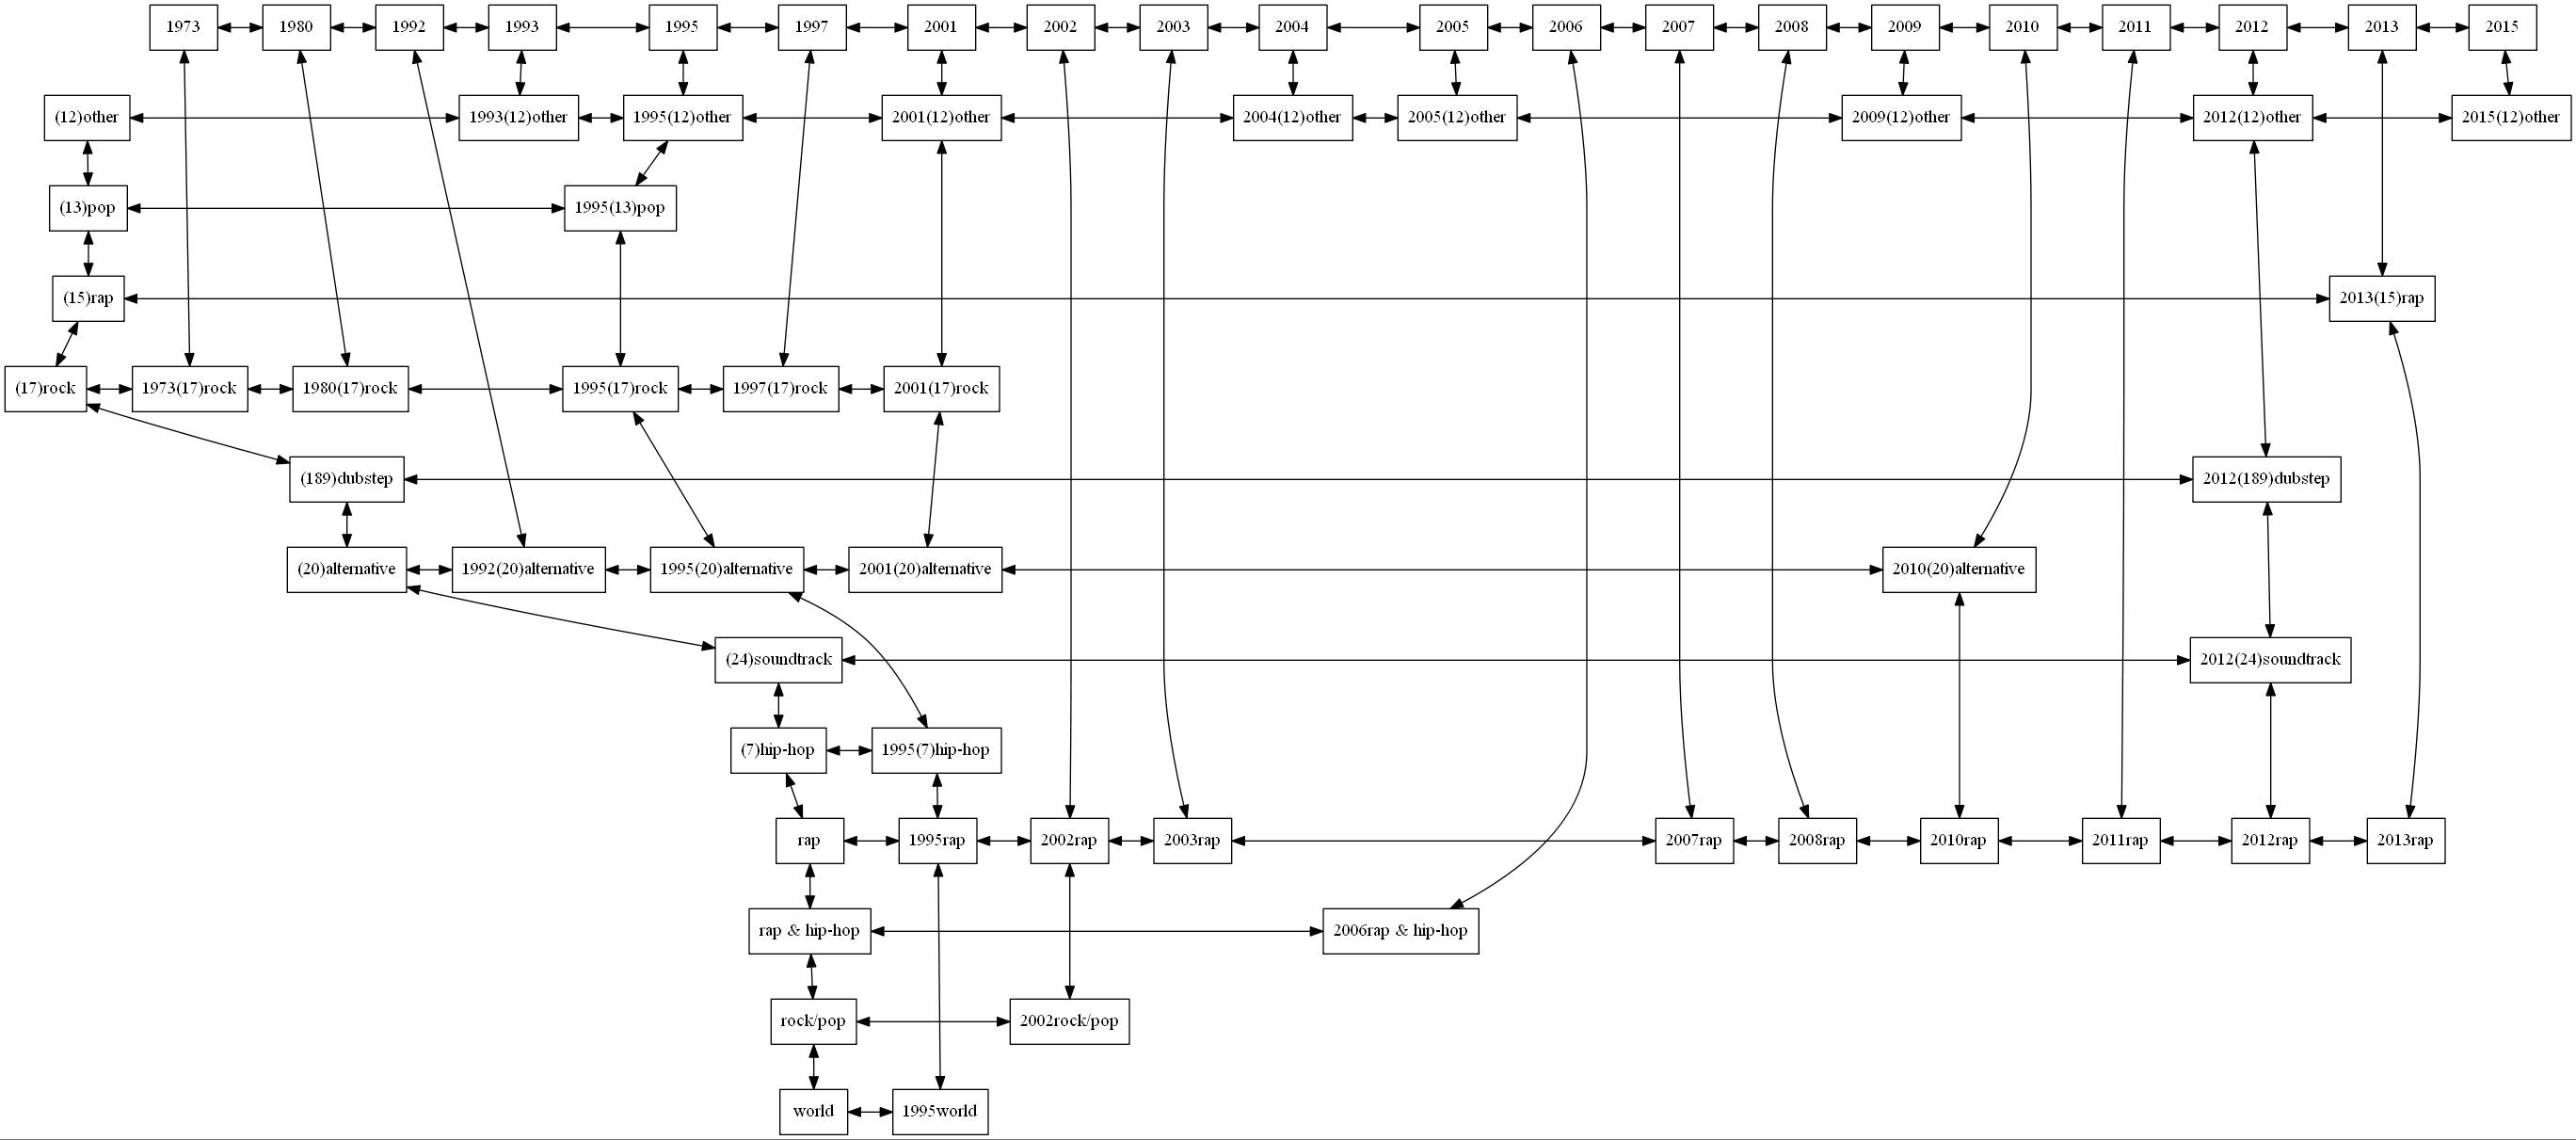 1973 1980 1992 1993 1995 1997 2001 2002 2003 2004 2005 2006 2007 2008 2009 2010 2011 2012 2013 2015
(12)other 1993(12)other 1995(12)other 2001(12)other 2004(12)other 2005(12)other 2009(12)other 2012(12)other 2015(12)other
(13)pop 1995(13)pop
(15)rap 2013(15)rap
(17)rock 1973(17)rock 1980(17)rock 1995(17)rock 1997(17)rock 2001(17)rock
(189)dubstep 2012(189)dubstep
(20)alternative 1992(20)alternative 1995(20)alternative 2001(20)alternative 2010(20)alternative
(24)soundtrack 2012(24)soundtrack
(7)hip-hop 1995(7)hip-hop
rap 1995rap 2002rap 2003rap 2007rap 2008rap 2010rap 2011rap 2012rap 2013rap
rap & hip-hop 2006rap & hip-hop
rock/pop 2002rock/pop
world 1995world